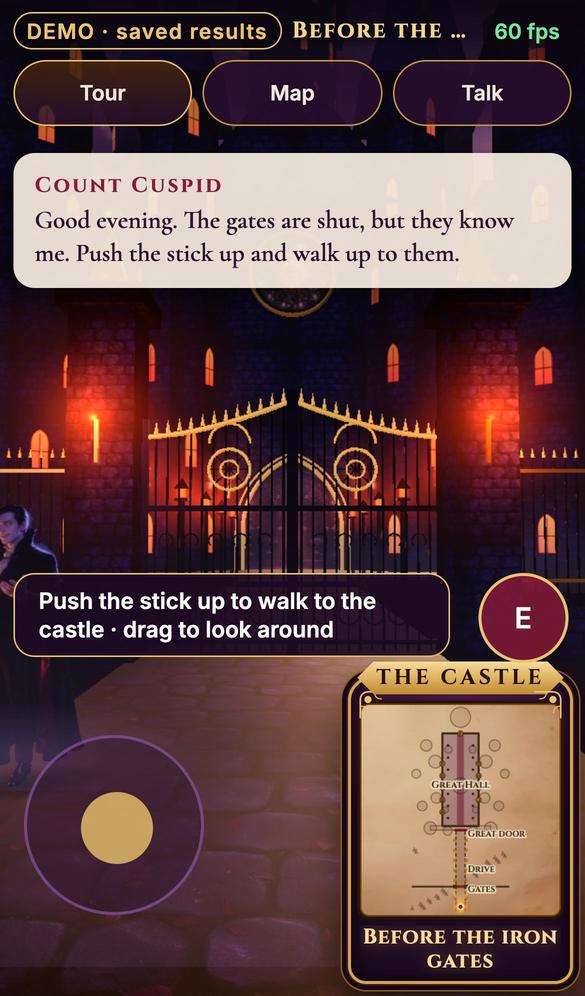 DEMO · saved results
Before the ...
60 fps
Tour
Map
Talk
Count Cuspid
Good evening. The gates are shut, but they know
me. Push the stick up and walk up to them.
Push the stick up to walk to the
castle · drag to look around
E
The Castle
Great Hall
Great door
Drive
Gates
Before the iron
gates